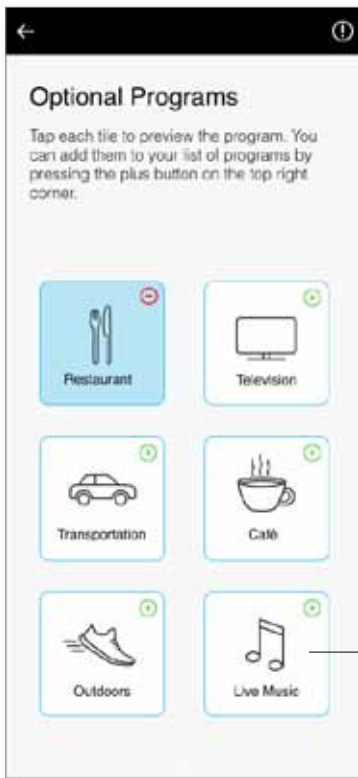 Optional Programs
Tap each tile to preview the program. You
can add them to your list of programs by
pressing the plus button on the top right
corner.
Restaurant
Television
Transportation
Café
Outdoors
Live Music